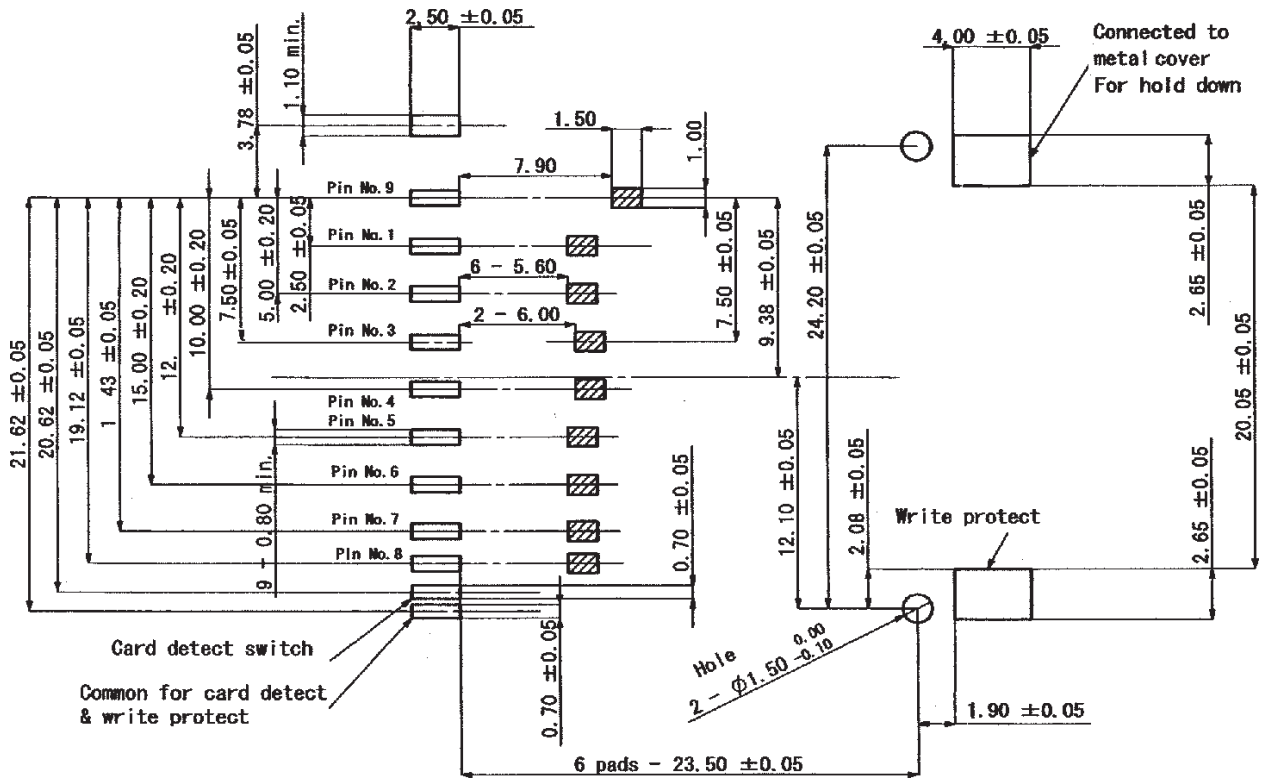 2.50 ±0.05
3.78 ±0.05
1.10 min.
4.00 ±0.05
Connected to
metal cover
For hold down
1.50
1.00
7.90
Pin No.9
Pin No.1
6 - 5.60
Pin No.2
2 - 6.00
Pin No.3
Pin No.4
Pin No.5
Pin No.6
Pin No.7
Pin No.8
21.62 ±0.05
20.62 ±0.05
19.12 ±0.05
1 43 ±0.05
15.00 ±0.20
12. ±0.20
10.00 ±0.20
7.50 ±0.05
5.00 ±0.20
2.50 ±0.05
9 - 0.80 min.
7.50 ±0.05
9.38 ±0.05
24.20 ±0.05
2.65 ±0.05
20.05 ±0.05
12.10 ±0.05
2.08 ±0.05
Write protect
2.65 ±0.05
0.70 ±0.05
Card detect switch
0.70 ±0.05
Common for card detect
& write protect
Hole
2 - Ø1.50 0.00 -0.10
1.90 ±0.05
6 pads - 23.50 ±0.05